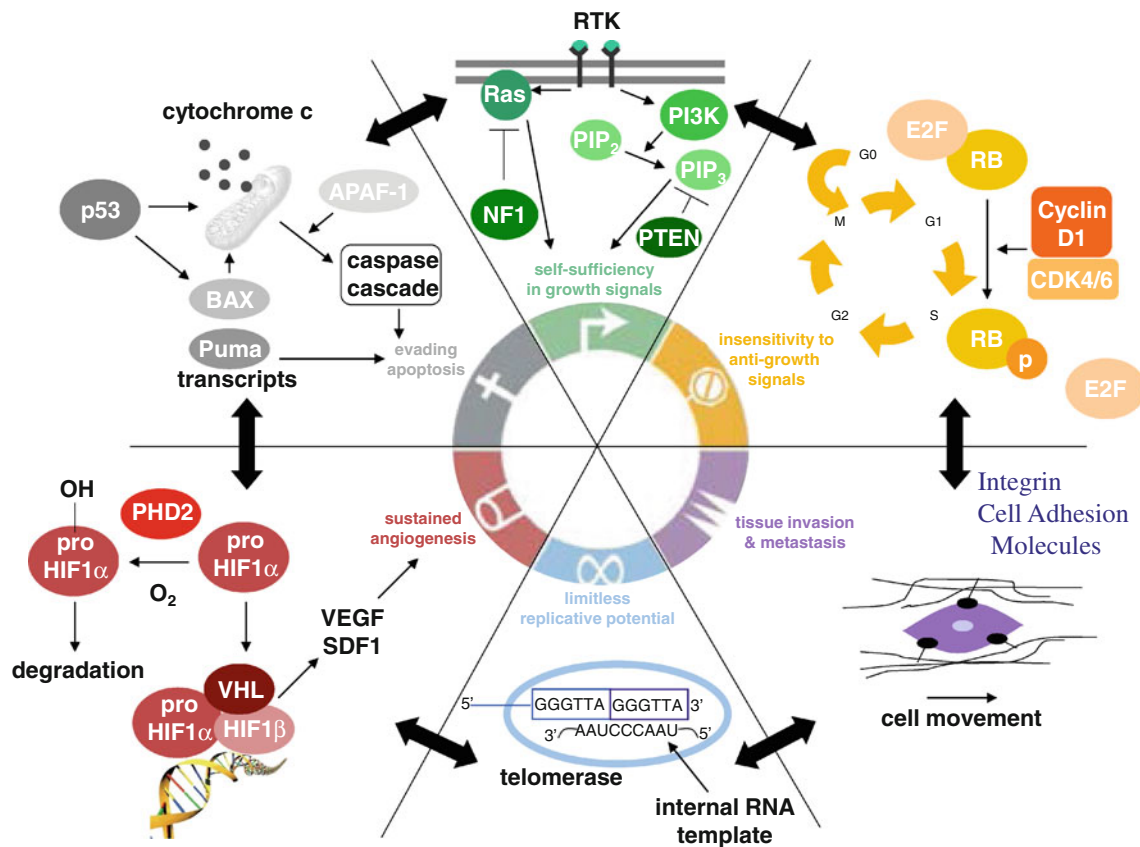 RTK
Ras
PI3K
PIP2
PIP3
NF1
PTEN
self-sufficiency
in growth signals
cytochrome c
p53
APAF-1
BAX
caspase
cascade
Puma
transcripts
evading
apoptosis
E2F
RB
G0
M
G1
Cyclin
D1
CDK4/6
G2
S
RB
p
E2F
insensitivity to
anti-growth
signals
OH
PHD2
pro
HIF1α
pro
HIF1α
O2
degradation
VHL
pro
HIF1α
HIF1β
VEGF
SDF1
sustained
angiogenesis
limitless
replicative potential
5’
GGGTTA
GGGTTA
3’
3’
AAUCCCAAU
5’
telomerase
internal RNA
template
tissue invasion
& metastasis
Integrin
Cell Adhesion
Molecules
cell movement